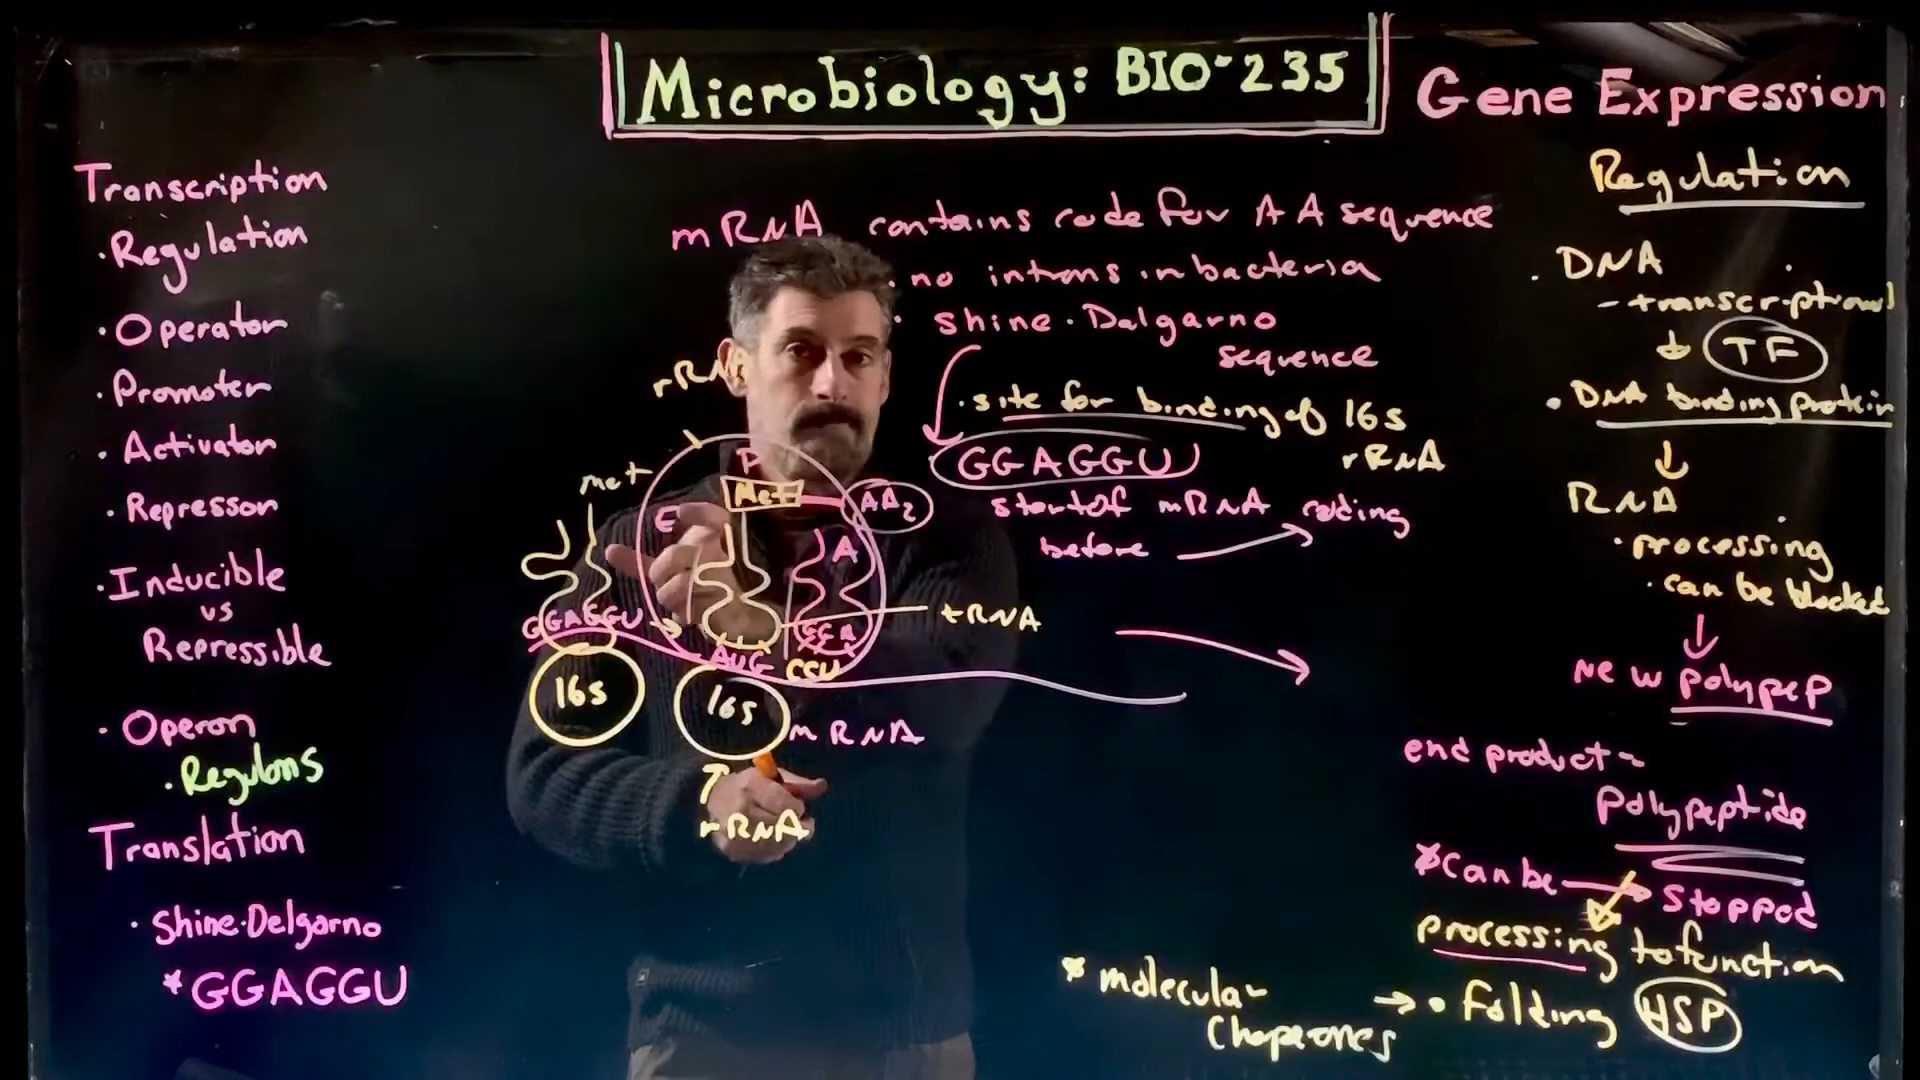 Microbiology: BIO-235
Gene Expression
Transcription
· Regulation
· Operator
· Promoter
· Activator
· Repressor
· Inducible
vs
Repressible
· Operon
· Regulons
Translation
· Shine-Delgarno
* GGAGGU
mRNA contains code for AA sequence
· no introns in bacteria
· Shine-Dalgarno
sequence
· site for binding of 16s
rRNA
GGAGGU
start of mRNA coding
before
P
Met
AA2
met
E
A
GGAGGU
tRNA
GGA
AUG
CCU
16s
16s
mRNA
rRNA
Regulation
· DNA
- transcriptional
TF
· DNA binding protein
RNA
· processing
· can be blocked
new polypep
end product -
polypeptide
* can be
stopped
processing to function
* molecular
Chaperones
· folding HSP